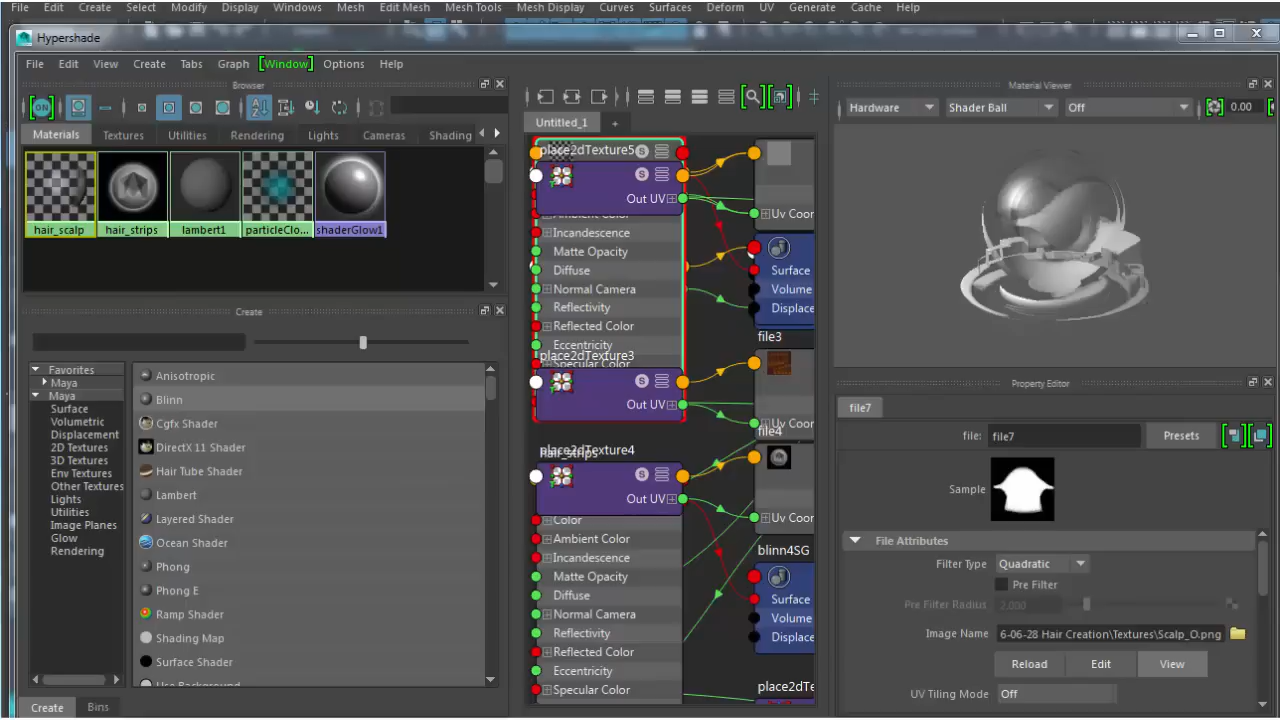 File Edit Create Select Modify Display Windows Mesh Edit Mesh Mesh Tools Mesh Display Curves Surfaces Deform UV Generate Cache Help
Hypershade
File Edit View Create Tabs Graph [Window] Options Help
Browser
ON
Materials Textures Utilities Rendering Lights Cameras Shading
hair_scalp hair_strips lambert1 particleClo... shaderGlow1
Create
Favorites
Maya
Maya
Surface
Volumetric
Displacement
2D Textures
3D Textures
Env Textures
Other Textures
Lights
Utilities
Image Planes
Glow
Rendering
Anisotropic
Blinn
Cgfx Shader
DirectX 11 Shader
Hair Tube Shader
Lambert
Layered Shader
Ocean Shader
Phong
Phong E
Ramp Shader
Shading Map
Surface Shader
Use Background
Create Bins
Untitled_1 +
place2dTexture5
S
Out UV
Ambient Color
Incandescence
Matte Opacity
Diffuse
Normal Camera
Reflectivity
Reflected Color
Eccentricity
Specular Color
place2dTexture3
S
Out UV
place2dTexture4
hair_strips
S
Out UV
Color
Ambient Color
Incandescence
Matte Opacity
Diffuse
Normal Camera
Reflectivity
Reflected Color
Eccentricity
Specular Color
Uv Coor
Surface
Volume
Displace
file3
Uv Coor
file4
Uv Coor
blinn4SG
Surface
Volume
Displace
place2dTe
Material Viewer
Hardware Shader Ball Off 0.00
Property Editor
file7
file: file7 Presets
Sample
File Attributes
Filter Type Quadratic
Pre Filter
Pre Filter Radius 2.000
Image Name 6-06-28 Hair Creation\Textures\Scalp_O.png
Reload Edit View
UV Tiling Mode Off